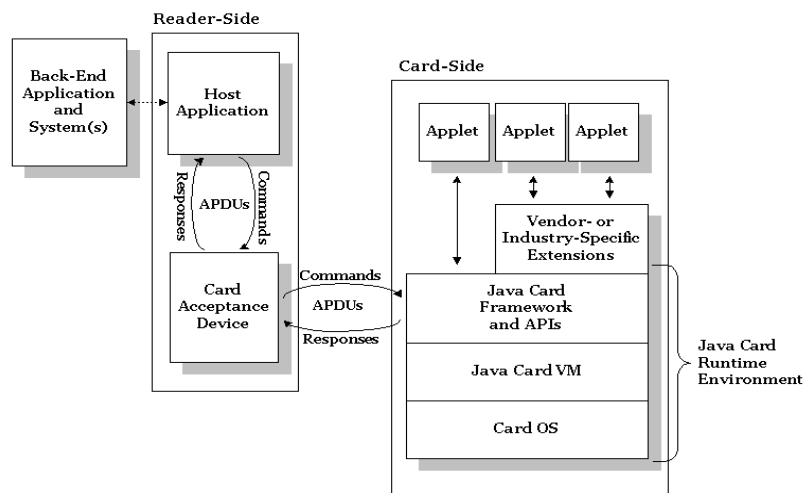 Reader-Side
Back-End
Application
and
System(s)
Host
Application
Responses
APDUs
Commands
Card
Acceptance
Device
Commands
APDUs
Responses
Card-Side
Applet
Applet
Applet
Vendor- or
Industry-Specific
Extensions
Java Card
Framework
and APIs
Java Card VM
Card OS
Java Card
Runtime
Environment